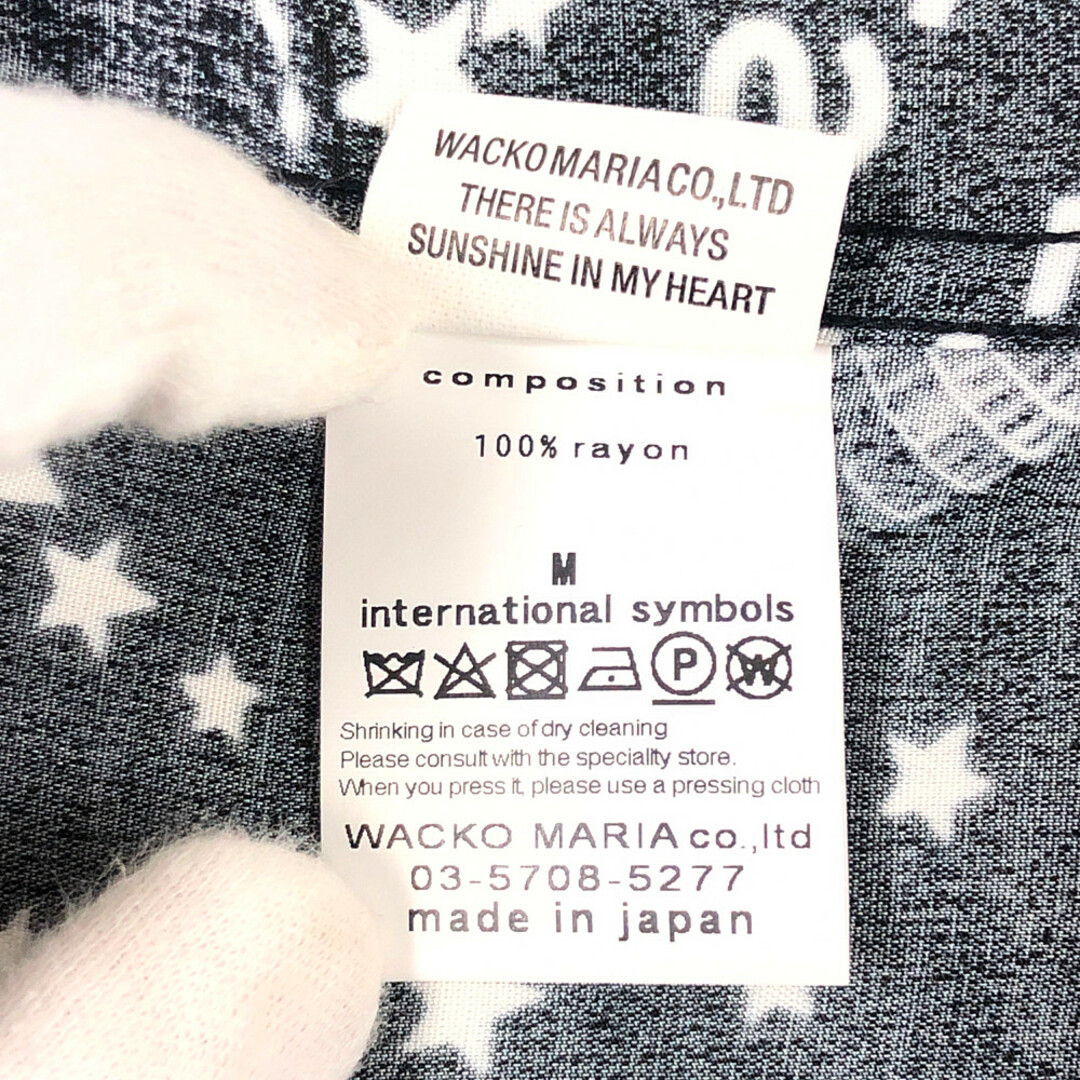 WACKOMARIA CO.,LTD
THERE IS ALWAYS
SUNSHINE IN MY HEART
composition
100% rayon
M
international symbols
P W
Shrinking in case of dry cleaning
Please consult with the speciality store.
When you press it, please use a pressing cloth
WACKO MARIA co.,ltd
03-5708-5277
made in japan